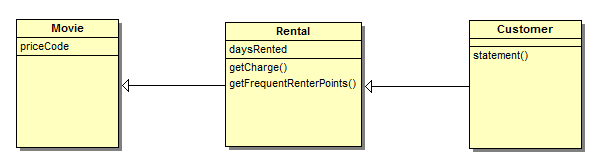 Movie
priceCode
Rental
daysRented
getCharge()
getFrequentRenterPoints()
Customer
statement()